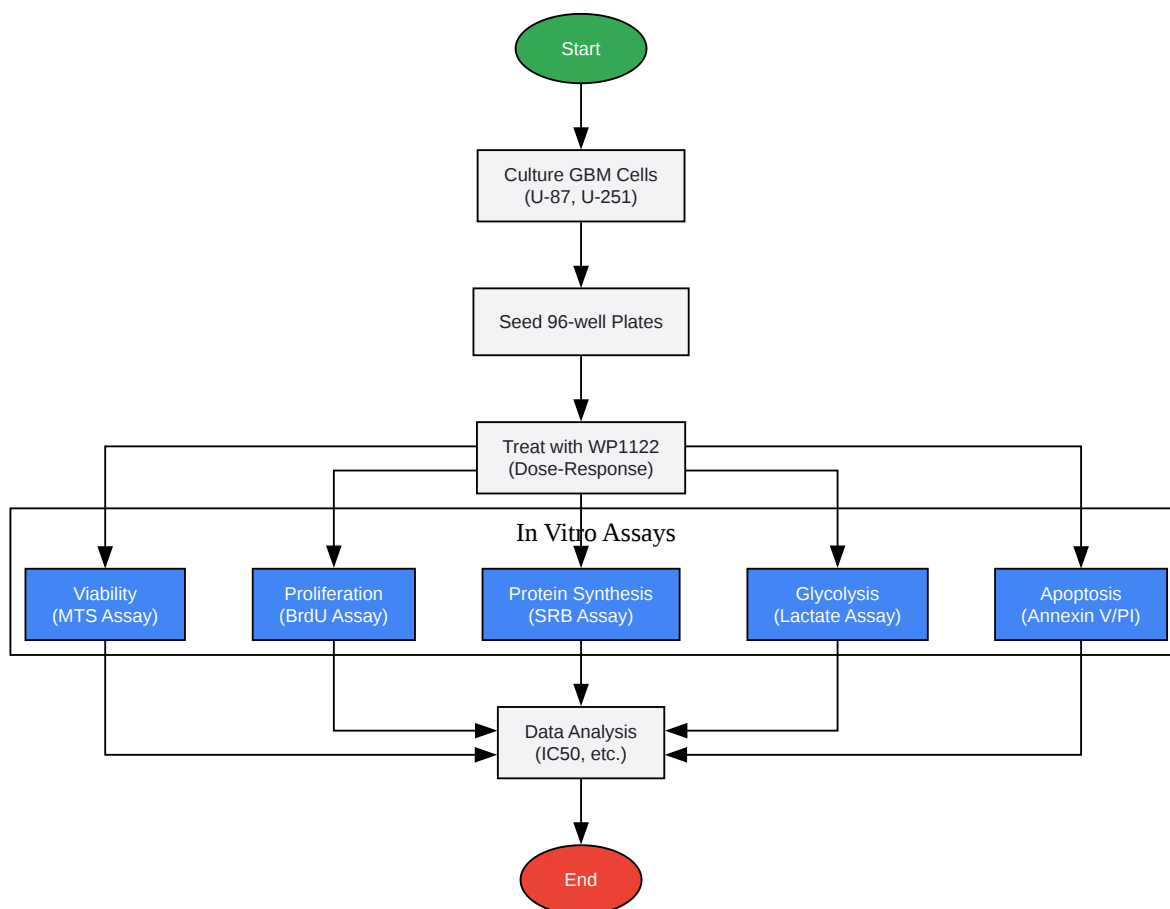 Start
Culture GBM Cells
(U-87, U-251)
Seed 96-well Plates
Treat with WP1122
(Dose-Response)
In Vitro Assays
Viability
(MTS Assay)
Proliferation
(BrdU Assay)
Protein Synthesis
(SRB Assay)
Glycolysis
(Lactate Assay)
Apoptosis
(Annexin V/PI)
Data Analysis
(IC50, etc.)
End